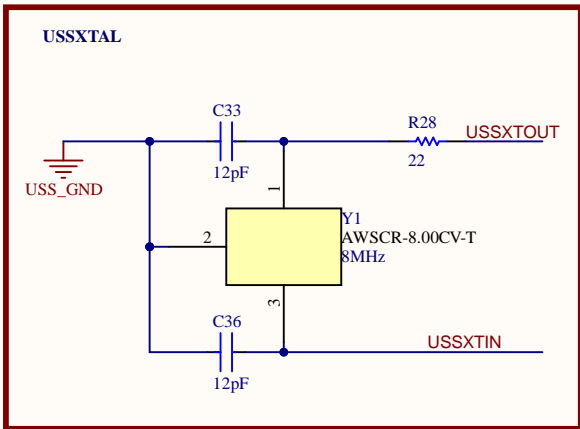 USSXTAL
C33
12pF
R28
22
USSXTOUT
USS_GND
1
Y1
2
AWSCR-8.00CV-T
8MHz
3
C36
12pF
USSXTIN